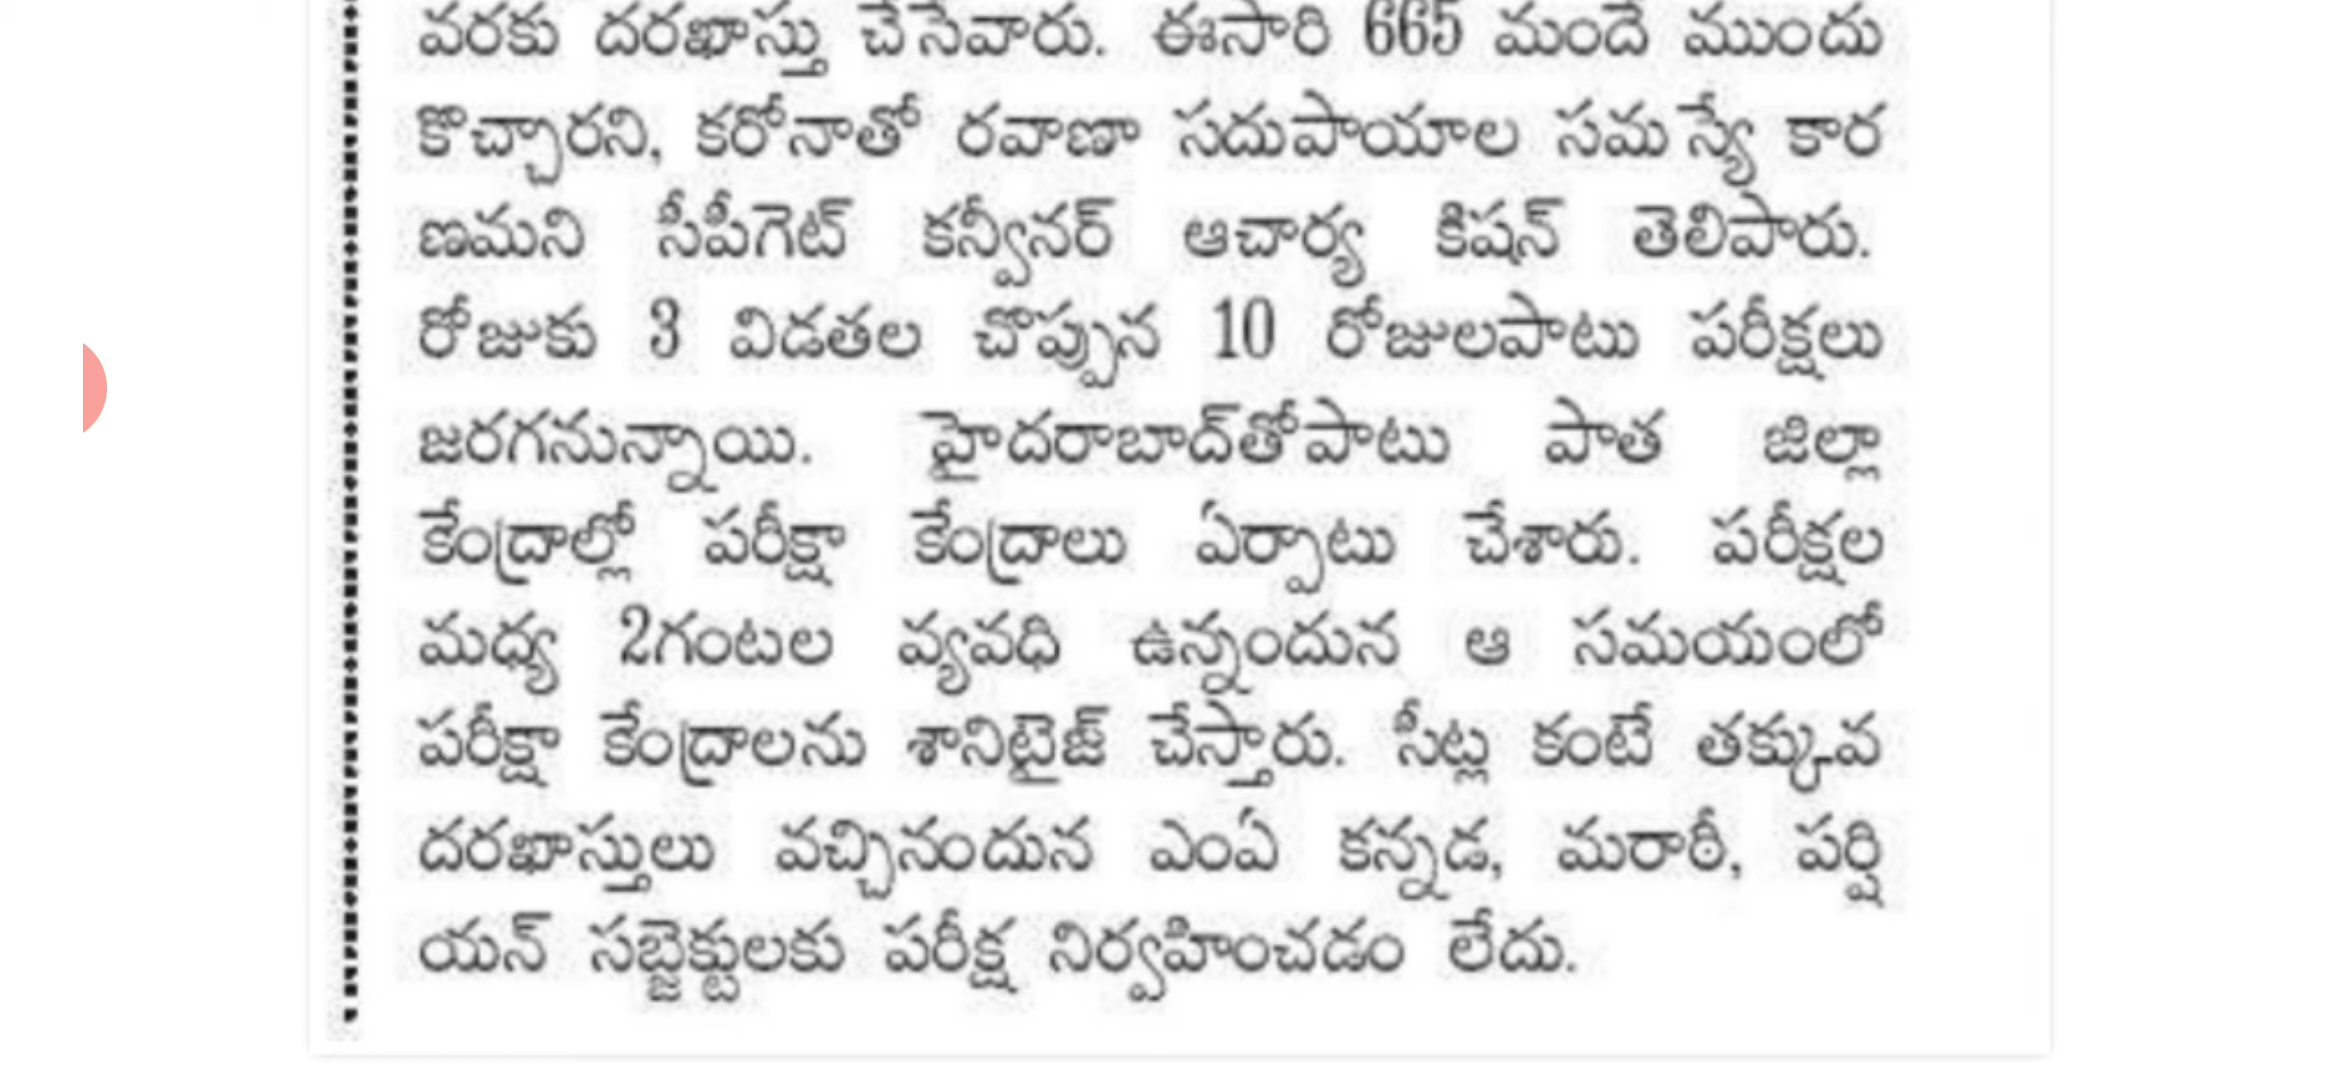 వరకు దరఖాస్తు చేసేవారు. ఈసారి 665 మందే ముందు
కొచ్చారని, కరోనాతో రవాణా సదుపాయాల సమస్యే కార
ణమని సీపీగెట్ కన్వీనర్ ఆచార్య కిషన్ తెలిపారు.
రోజుకు 3 విడతల చొప్పున 10 రోజులపాటు పరీక్షలు
జరగనున్నాయి. హైదరాబాద్‌తోపాటు పాత జిల్లా
కేంద్రాల్లో పరీక్షా కేంద్రాలు ఏర్పాటు చేశారు. పరీక్షల
మధ్య 2గంటల వ్యవధి ఉన్నందున ఆ సమయంలో
పరీక్షా కేంద్రాలను శానిటైజ్ చేస్తారు. సీట్ల కంటే తక్కువ
దరఖాస్తులు వచ్చినందున ఎంఏ కన్నడ, మరాఠీ, పర్షి
యన్ సబ్జెక్టులకు పరీక్ష నిర్వహించడం లేదు.